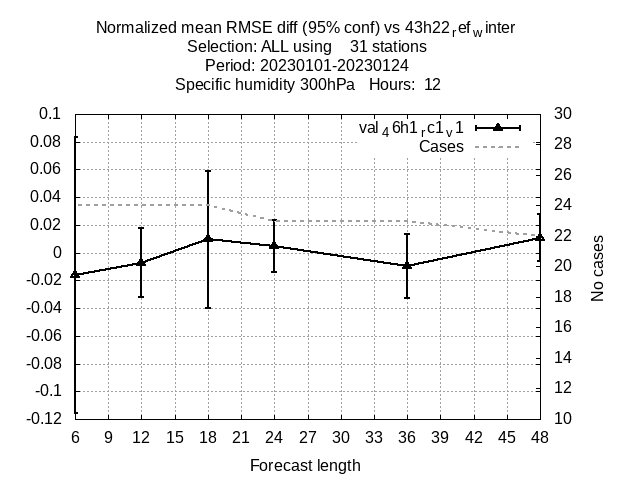 Normalized mean RMSE diff (95% conf) vs 43h22ᵣef_winter
Selection: ALL using    31 stations
Period: 20230101-20230124
Specific humidity 300hPa   Hours:  12
val₄6h1ᵣc1ᵥ1
Cases
0.1
0.08
0.06
0.04
0.02
0
-0.02
-0.04
-0.06
-0.08
-0.1
-0.12
30
28
26
24
22
20
18
16
14
12
10
No cases
6 9 12 15 18 21 24 27 30 33 36 39 42 45 48
Forecast length